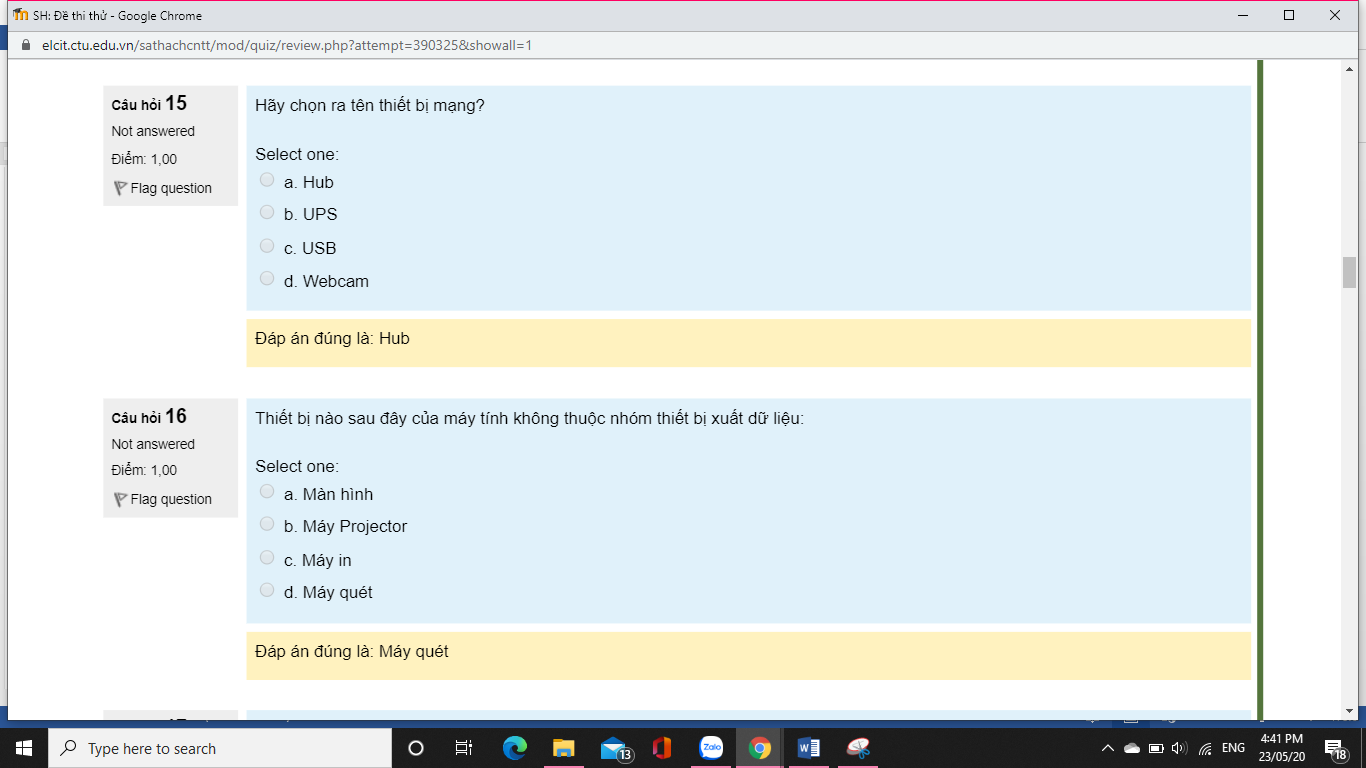 SH: Đề thi thử - Google Chrome
elcit.ctu.edu.vn/sathachcntt/mod/quiz/review.php?attempt=390325&showall=1
Câu hỏi 15
Not answered
Điểm: 1,00
Flag question
Hãy chọn ra tên thiết bị mạng?
Select one:
a. Hub
b. UPS
c. USB
d. Webcam
Đáp án đúng là: Hub
Câu hỏi 16
Not answered
Điểm: 1,00
Flag question
Thiết bị nào sau đây của máy tính không thuộc nhóm thiết bị xuất dữ liệu:
Select one:
a. Màn hình
b. Máy Projector
c. Máy in
d. Máy quét
Đáp án đúng là: Máy quét
Type here to search
13
Zalo
ENG
4:41 PM
23/05/20
18